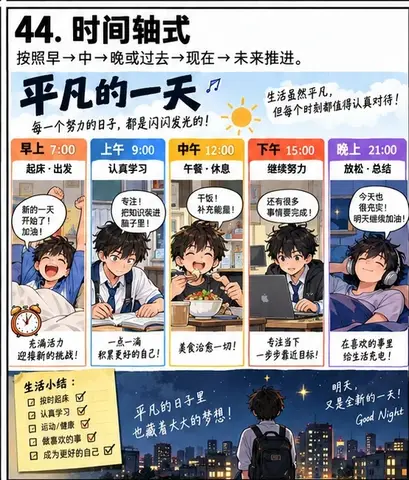 44. 时间轴式
按照早→中→晚或过去→现在→未来推进。
平凡的一天
每一个努力的日子，都是闪闪发光的！
生活虽然平凡，
但每个时刻都值得认真对待！
早上 7:00
起床·出发
新的一天
开始了！
加油！
充满活力
迎接新的挑战！
上午 9:00
认真学习
专注！
把知识装进
脑子里！
一点一滴
积累更好的自己！
中午 12:00
午餐·休息
干饭！
补充能量！
美食治愈一切！
下午 15:00
继续努力
还有很多
事情要完成！
专注当下
一步步靠近目标！
晚上 21:00
放松·总结
今天也
很充实！
明天继续加油！
在喜欢的事里
给生活充电！
生活小结：
按时起床
认真学习
运动/健康
做喜欢的事
成为更好的自己
平凡的日子里
也藏着大大的梦想！
明天，
又是全新的一天！
Good Night